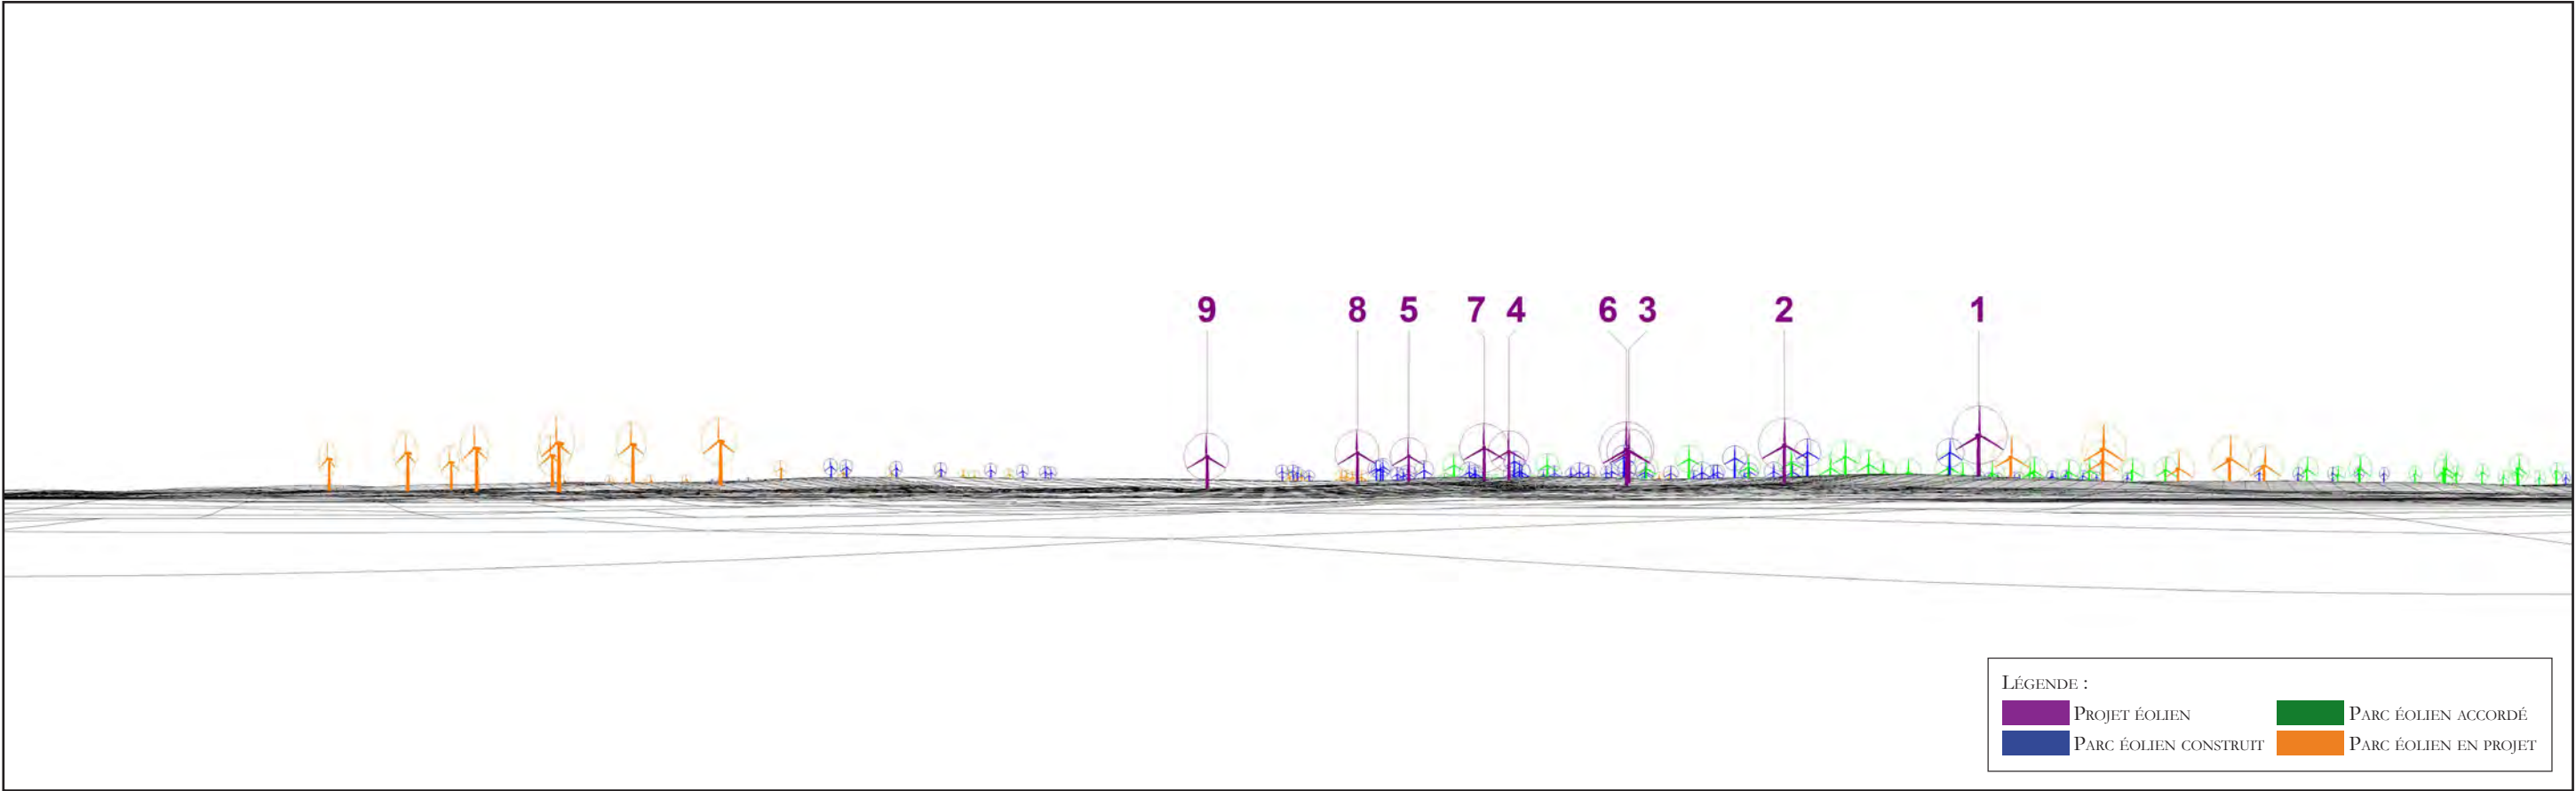 9 8 5 7 4 6 3 2 1
LÉGENDE :
PROJET ÉOLIEN
PARC ÉOLIEN ACCORDÉ
PARC ÉOLIEN CONSTRUIT
PARC ÉOLIEN EN PROJET